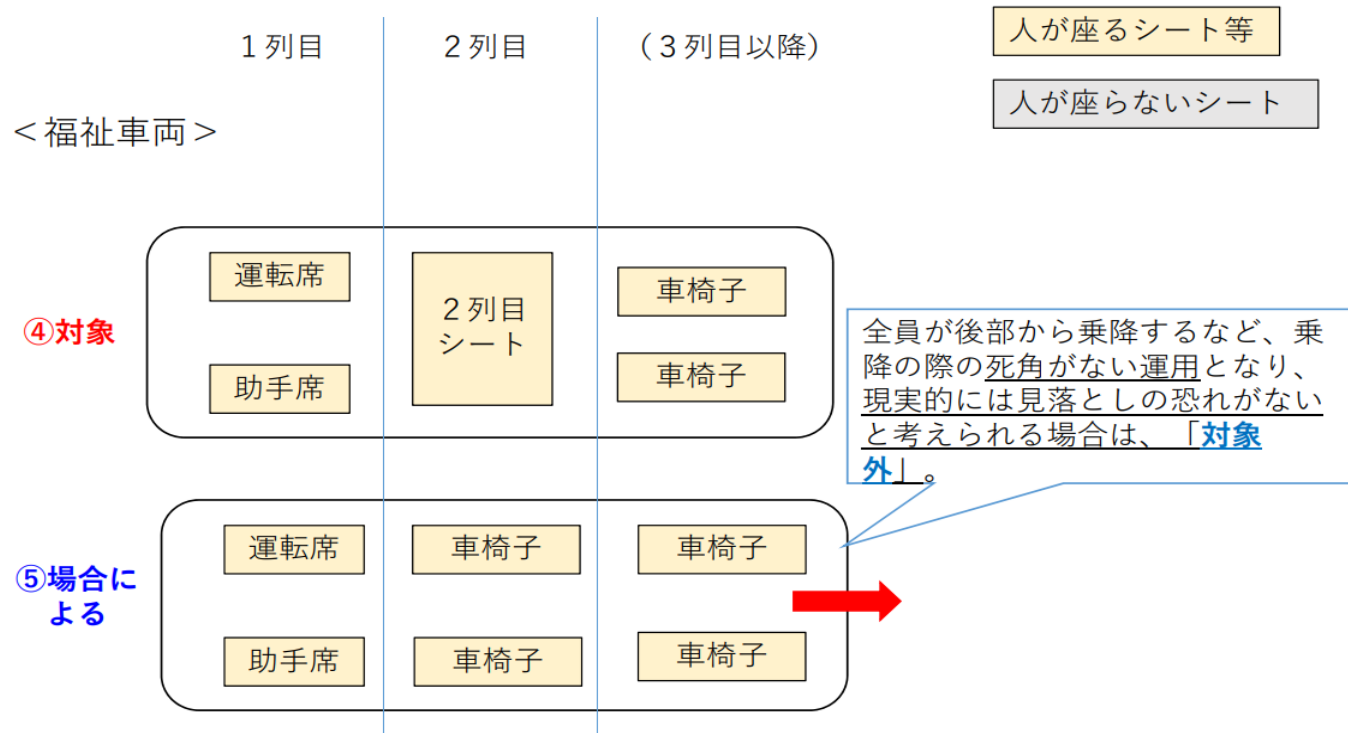 1列目
2列目
(3列目以降)
人が座るシート等
人が座らないシート
<福祉車両>
④対象
運転席
助手席
2列目
シート
車椅子
車椅子
全員が後部から乗降するなど、乗
降の際の死角がない運用となり、
現実的には見落としの恐れがない
と考えられる場合は、「対象
外」。
⑤場合に
よる
運転席
車椅子
車椅子
助手席
車椅子
車椅子